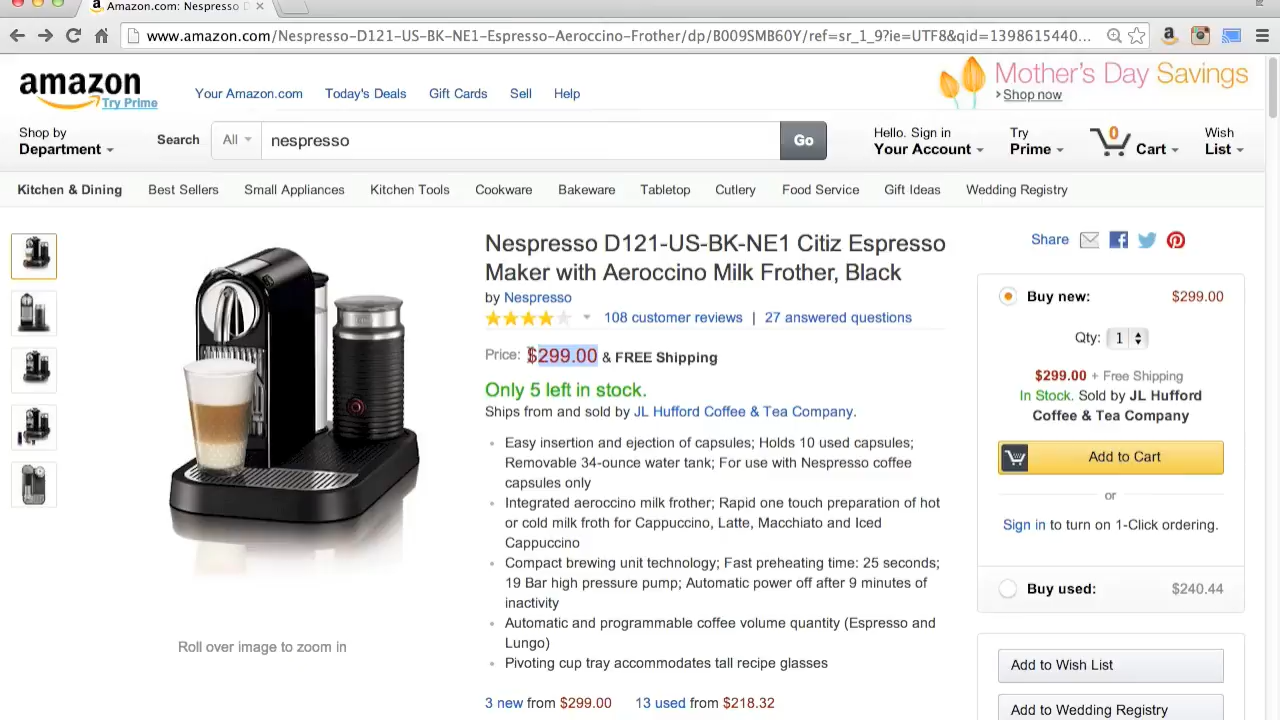 Amazon.com: Nespresso D
www.amazon.com/Nespresso-D121-US-BK-NE1-Espresso-Aeroccino-Frother/dp/B009SMB60Y/ref=sr_1_9?ie=UTF8&qid=1398615440...
amazon
Try Prime
Your Amazon.com
Today's Deals
Gift Cards
Sell
Help
Mother's Day Savings
Shop now
Shop by
Department
Search
All
nespresso
Go
Hello. Sign in
Your Account
Try
Prime
0
Cart
Wish
List
Kitchen & Dining
Best Sellers
Small Appliances
Kitchen Tools
Cookware
Bakeware
Tabletop
Cutlery
Food Service
Gift Ideas
Wedding Registry
Nespresso D121-US-BK-NE1 Citiz Espresso
Maker with Aeroccino Milk Frother, Black
by Nespresso
108 customer reviews | 27 answered questions
Price: $299.00 & FREE Shipping
Only 5 left in stock.
Ships from and sold by JL Hufford Coffee & Tea Company.
Easy insertion and ejection of capsules; Holds 10 used capsules;
Removable 34-ounce water tank; For use with Nespresso coffee
capsules only
Integrated aeroccino milk frother; Rapid one touch preparation of hot
or cold milk froth for Cappuccino, Latte, Macchiato and Iced
Cappuccino
Compact brewing unit technology; Fast preheating time: 25 seconds;
19 Bar high pressure pump; Automatic power off after 9 minutes of
inactivity
Automatic and programmable coffee volume quantity (Espresso and
Lungo)
Pivoting cup tray accommodates tall recipe glasses
3 new from $299.00 13 used from $218.32
Roll over image to zoom in
Share
Buy new: $299.00
Qty: 1
$299.00 + Free Shipping
In Stock. Sold by JL Hufford
Coffee & Tea Company
Add to Cart
or
Sign in to turn on 1-Click ordering.
Buy used: $240.44
Add to Wish List
Add to Wedding Registry